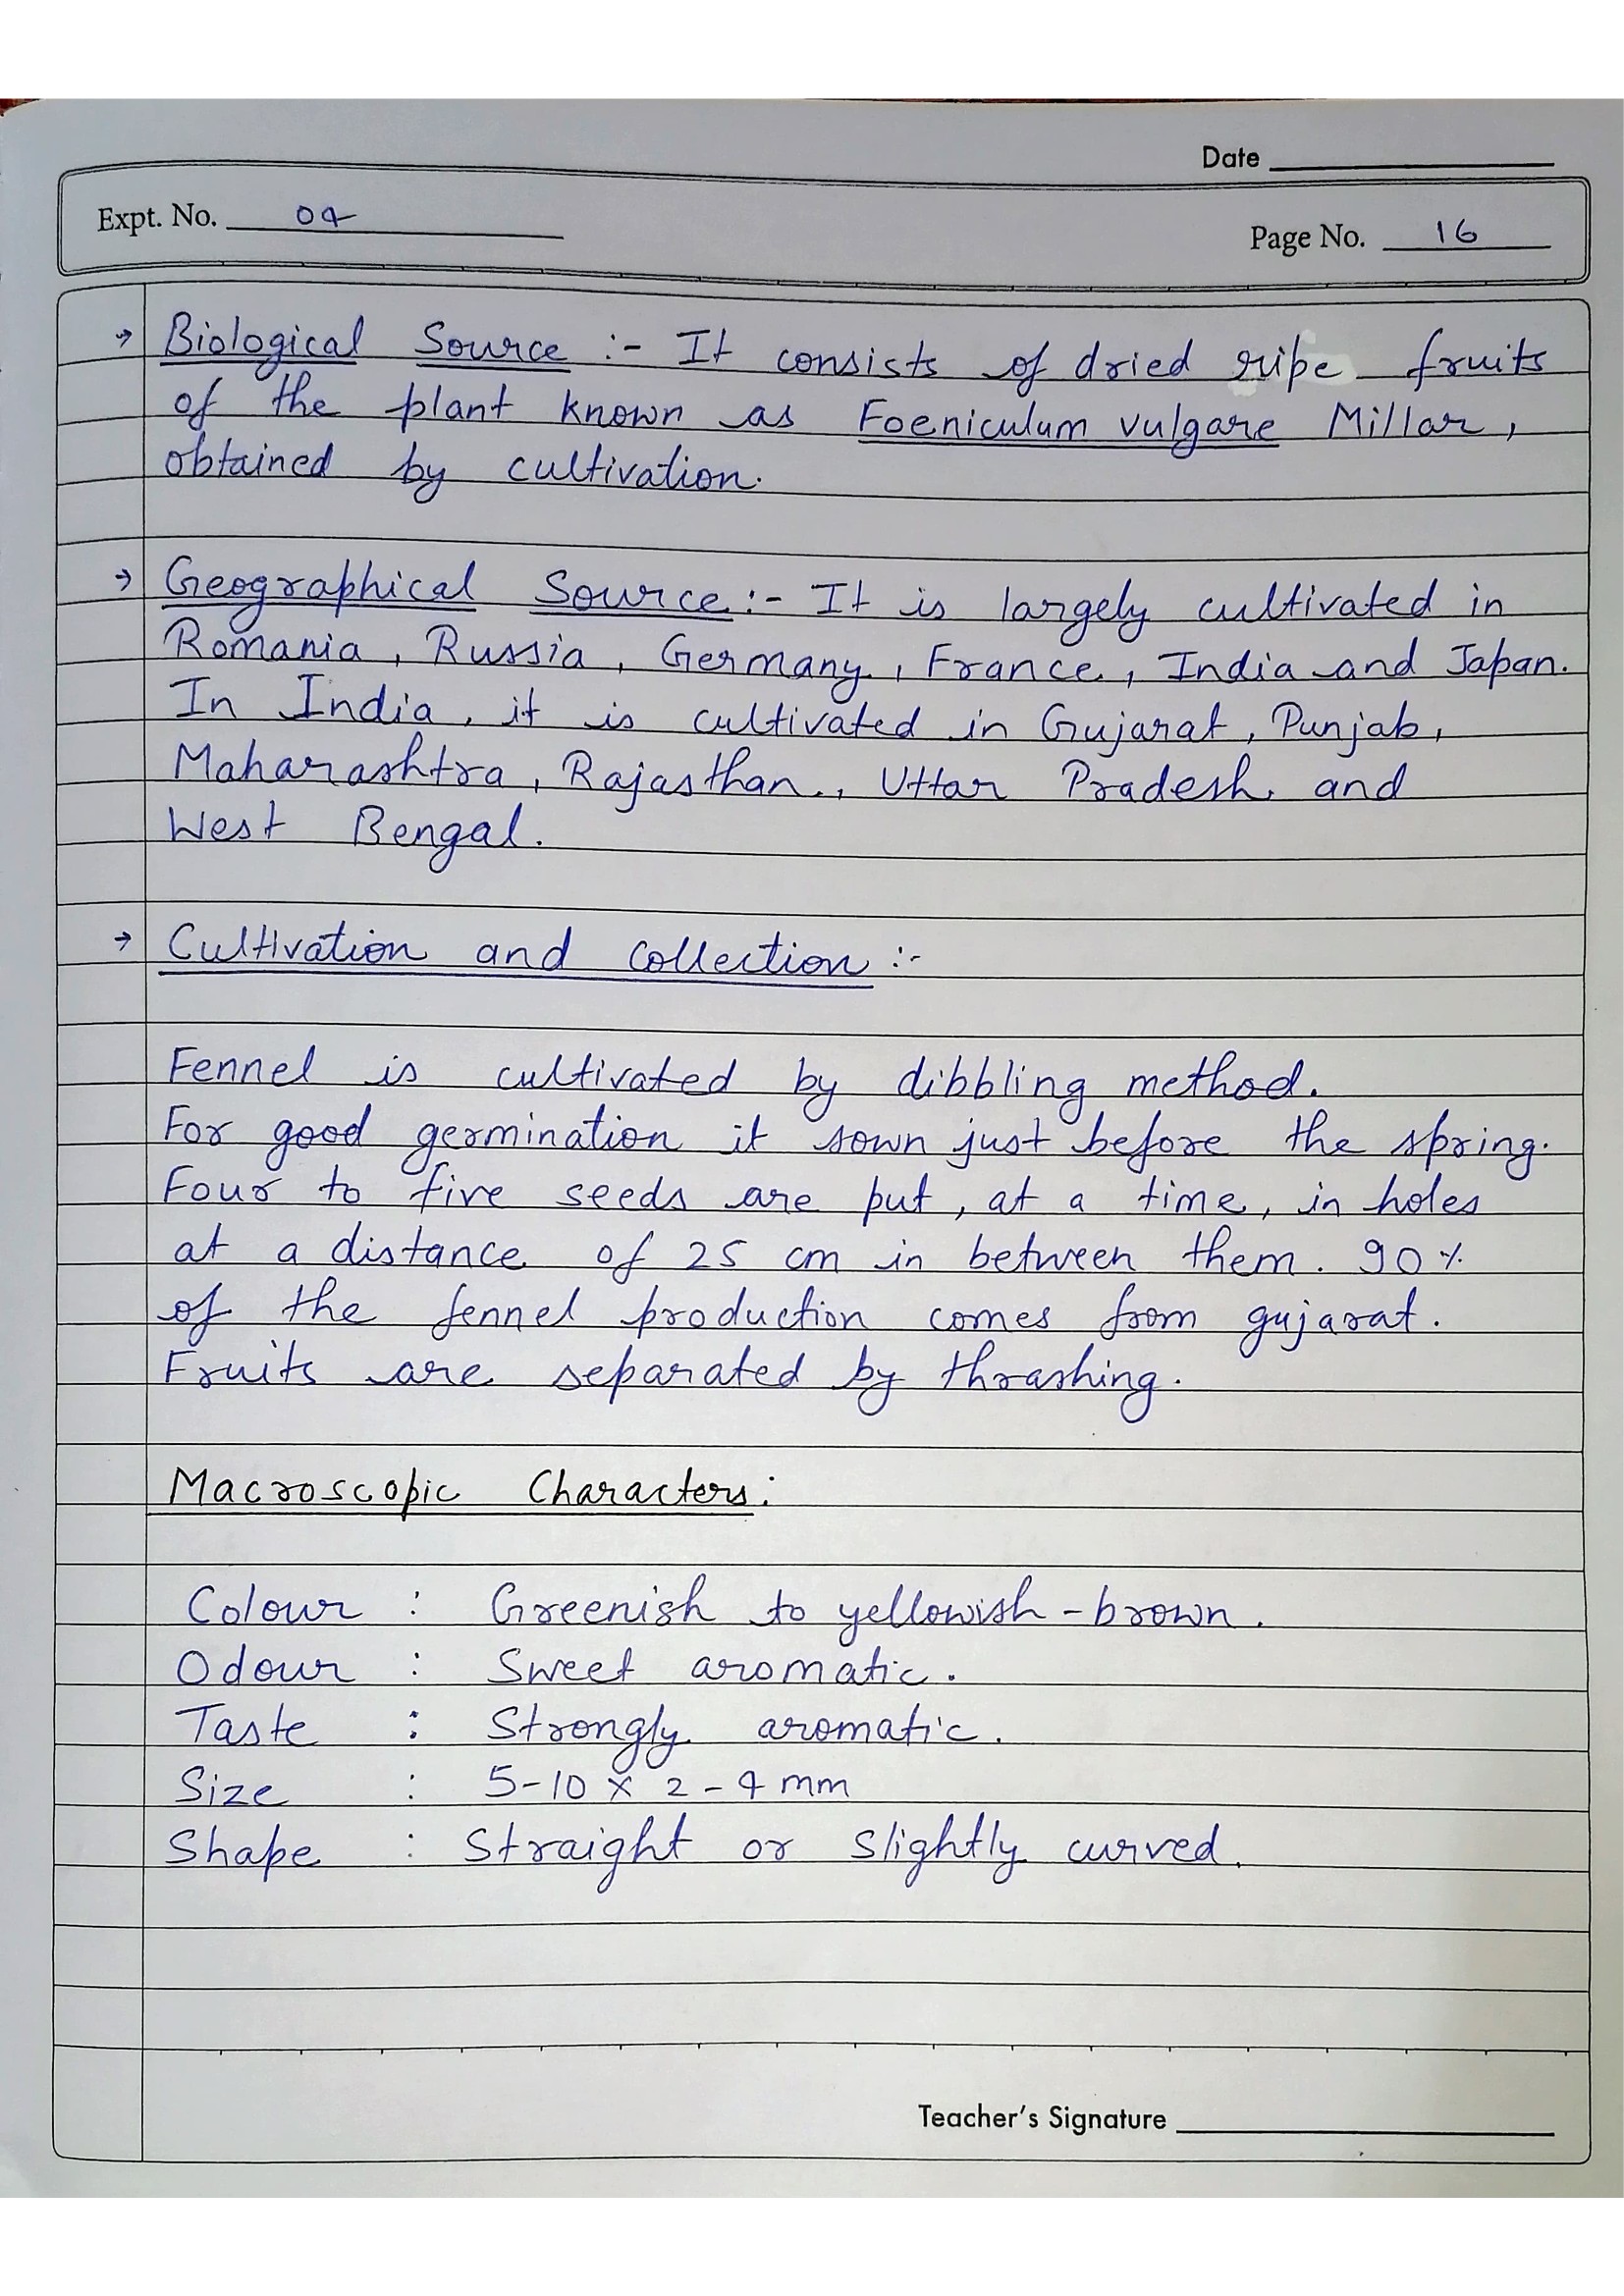 Date
Expt. No. 04
Page No. 16
→ Biological Source :- It consists of dried ripe fruits
of the plant known as Foeniculum vulgare Millar,
obtained by cultivation.
→ Geographical Source :- It is largely cultivated in
Romania, Russia, Germany, France, India and Japan.
In India, it is cultivated in Gujarat, Punjab,
Maharashtra, Rajasthan., Uttar Pradesh. and
West Bengal.
→ Cultivation and collection :-
Fennel is cultivated by dibbling method.
For good germination it sown just before the spring.
Four to five seeds are put, at a time, in holes
at a distance of 25 cm in between them. 90%
of the fennel production comes from gujarat.
Fruits are separated by thrashing.
Macroscopic Characters:
Colour : Greenish to yellowish-brown.
Odour : Sweet aromatic.
Taste : Strongly aromatic.
Size : 5-10 x 2-4 mm
Shape : Straight or slightly curved.
Teacher's Signature